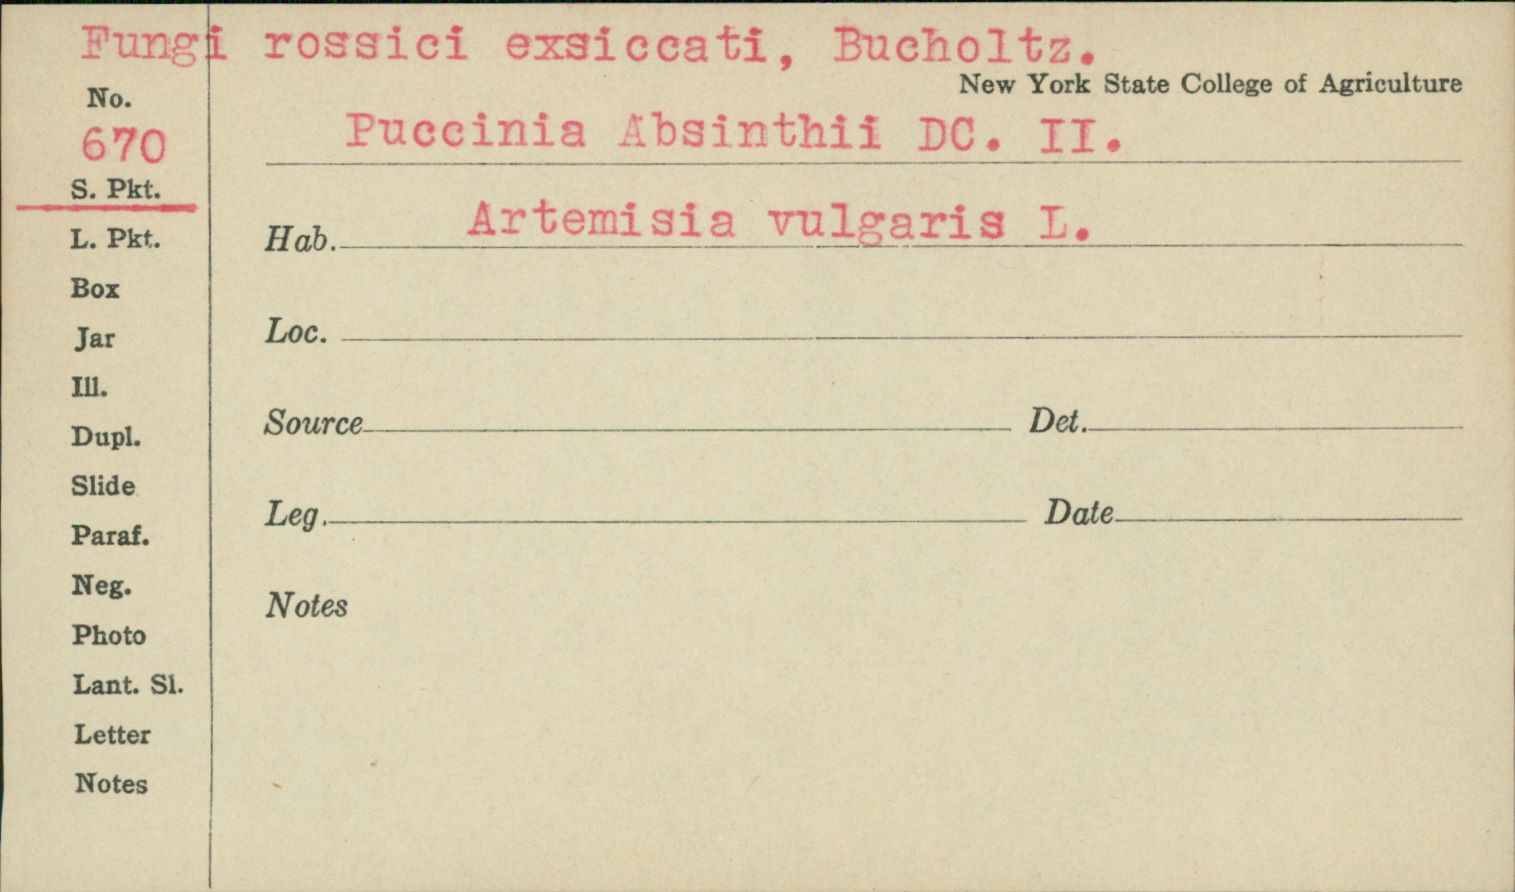 Fungi rossici exsiccati, Bucholtz.
New York State College of Agriculture
No.
670
Puccinia Absinthii DC. II.
S. Pkt.
Hab. Artemisia vulgaris L.
L. Pkt.
Box
Loc.
Jar
Ill.
Source Det.
Dupl.
Slide
Leg. Date
Paraf.
Neg.
Notes
Photo
Lant. Sl.
Letter
Notes